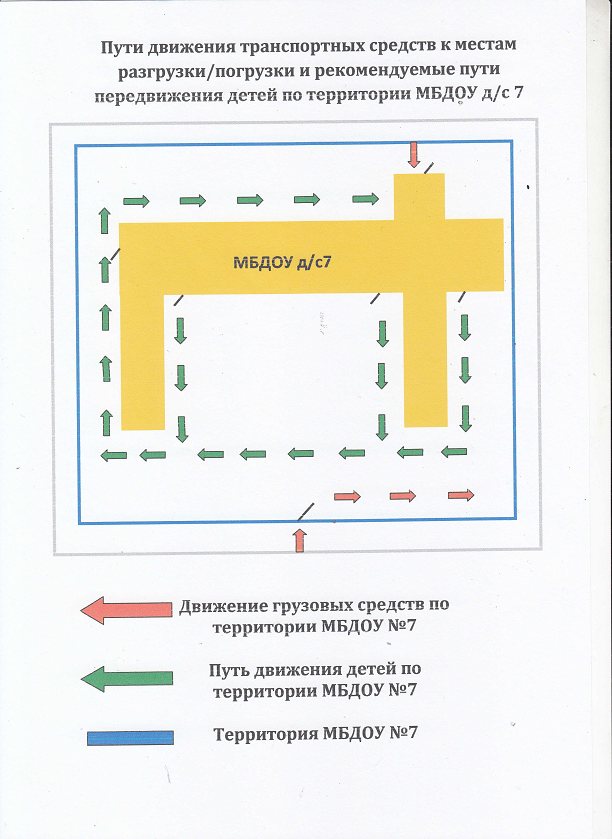 Пути движения транспортных средств к местам
разгрузки/погрузки и рекомендуемые пути
передвижения детей по территории МБДОУ д/с 7
МБДОУ д/с7
Движение грузовых средств по
территории МБДОУ №7
Путь движения детей по
территории МБДОУ №7
Территория МБДОУ №7